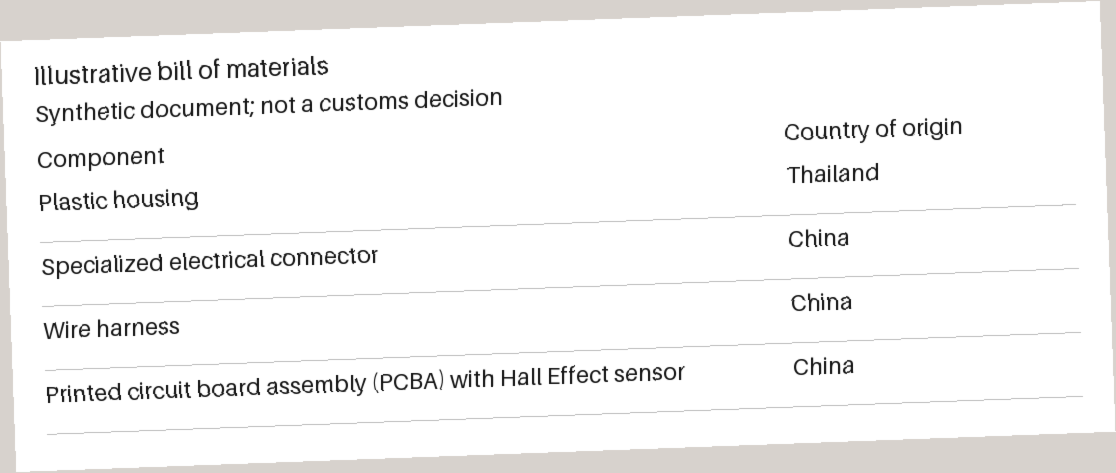 Illustrative bill of materials
Synthetic document; not a customs decision
Component Country of origin
Plastic housing Thailand
Specialized electrical connector China
Wire harness China
Printed circuit board assembly (PCBA) with Hall Effect sensor China